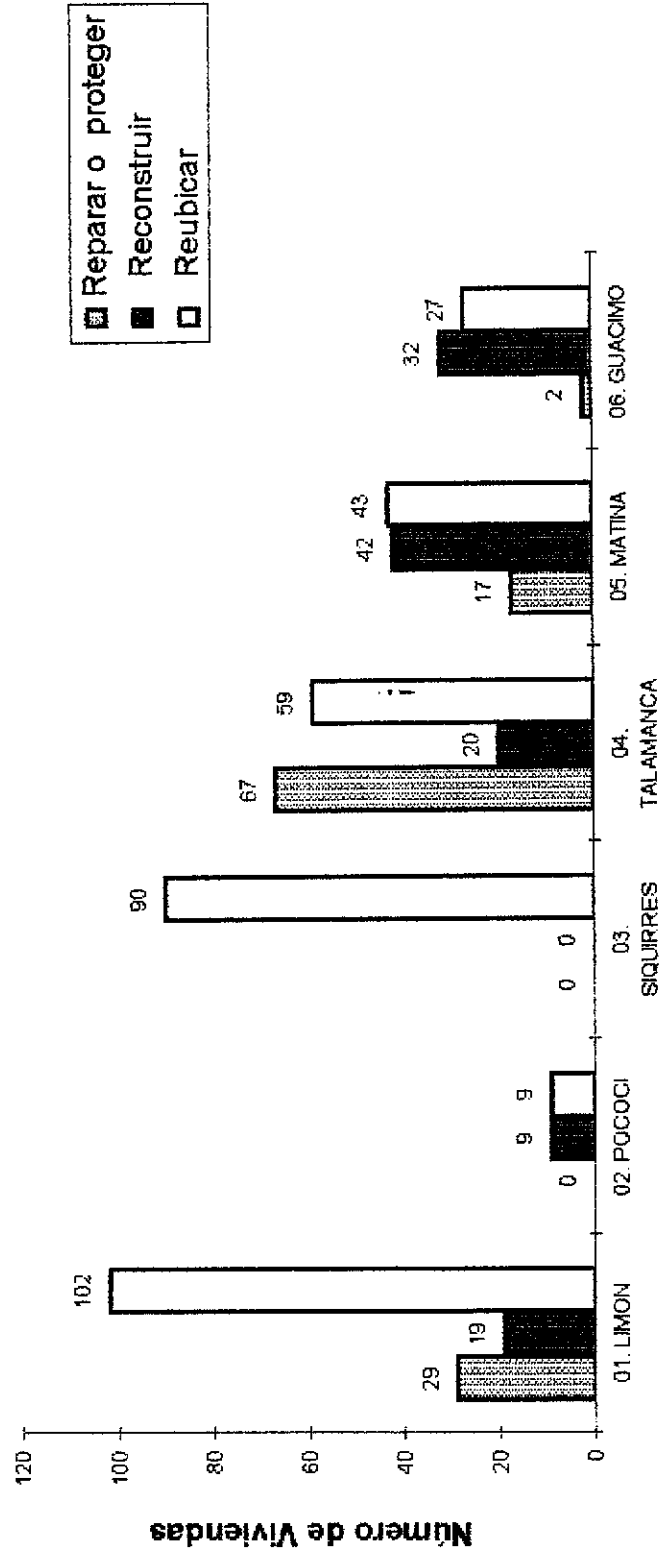 Reparar o proteger
Reconstruir
Reubicar
Número de Viviendas
120
100
80
60
40
20
0
29
19
102
0
9
9
0
0
90
67
20
59
17
42
43
2
32
27
01. LIMON
02. POCOCI
03.
SIQUIRRES
04.
TALAMANCA
05. MATINA
06. GUACIMO